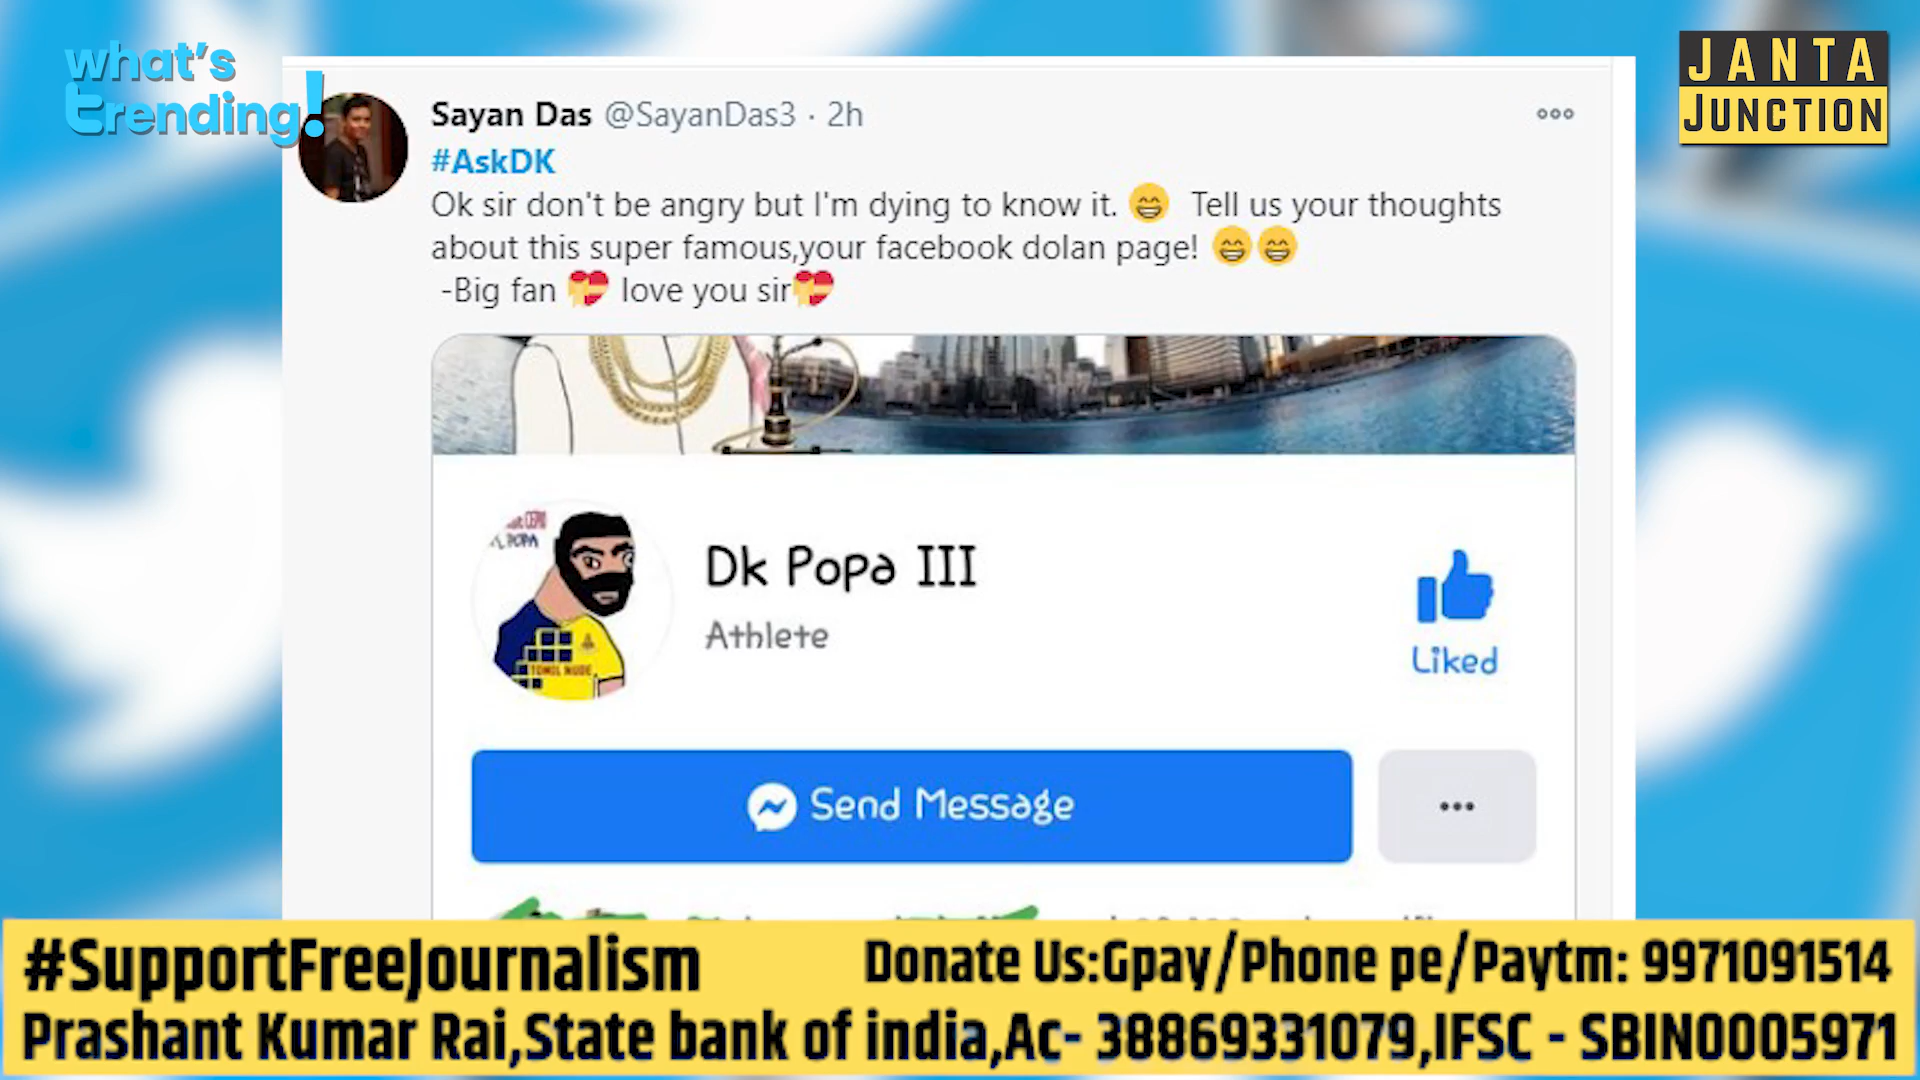 what's
trending!
JANTA
JUNCTION
Sayan Das @SayanDas3 · 2h
#AskDK
Ok sir don't be angry but I'm dying to know it. 😁 Tell us your thoughts
about this super famous,your facebook dolan page! 😁😁
-Big fan 💝 love you sir💝
POPA
Dk Popa III
Athlete
Liked
Send Message
#SupportFreeJournalism
Donate Us:Gpay/Phone pe/Paytm: 9971091514
Prashant Kumar Rai,State bank of india,Ac- 38869331079,IFSC - SBIN0005971